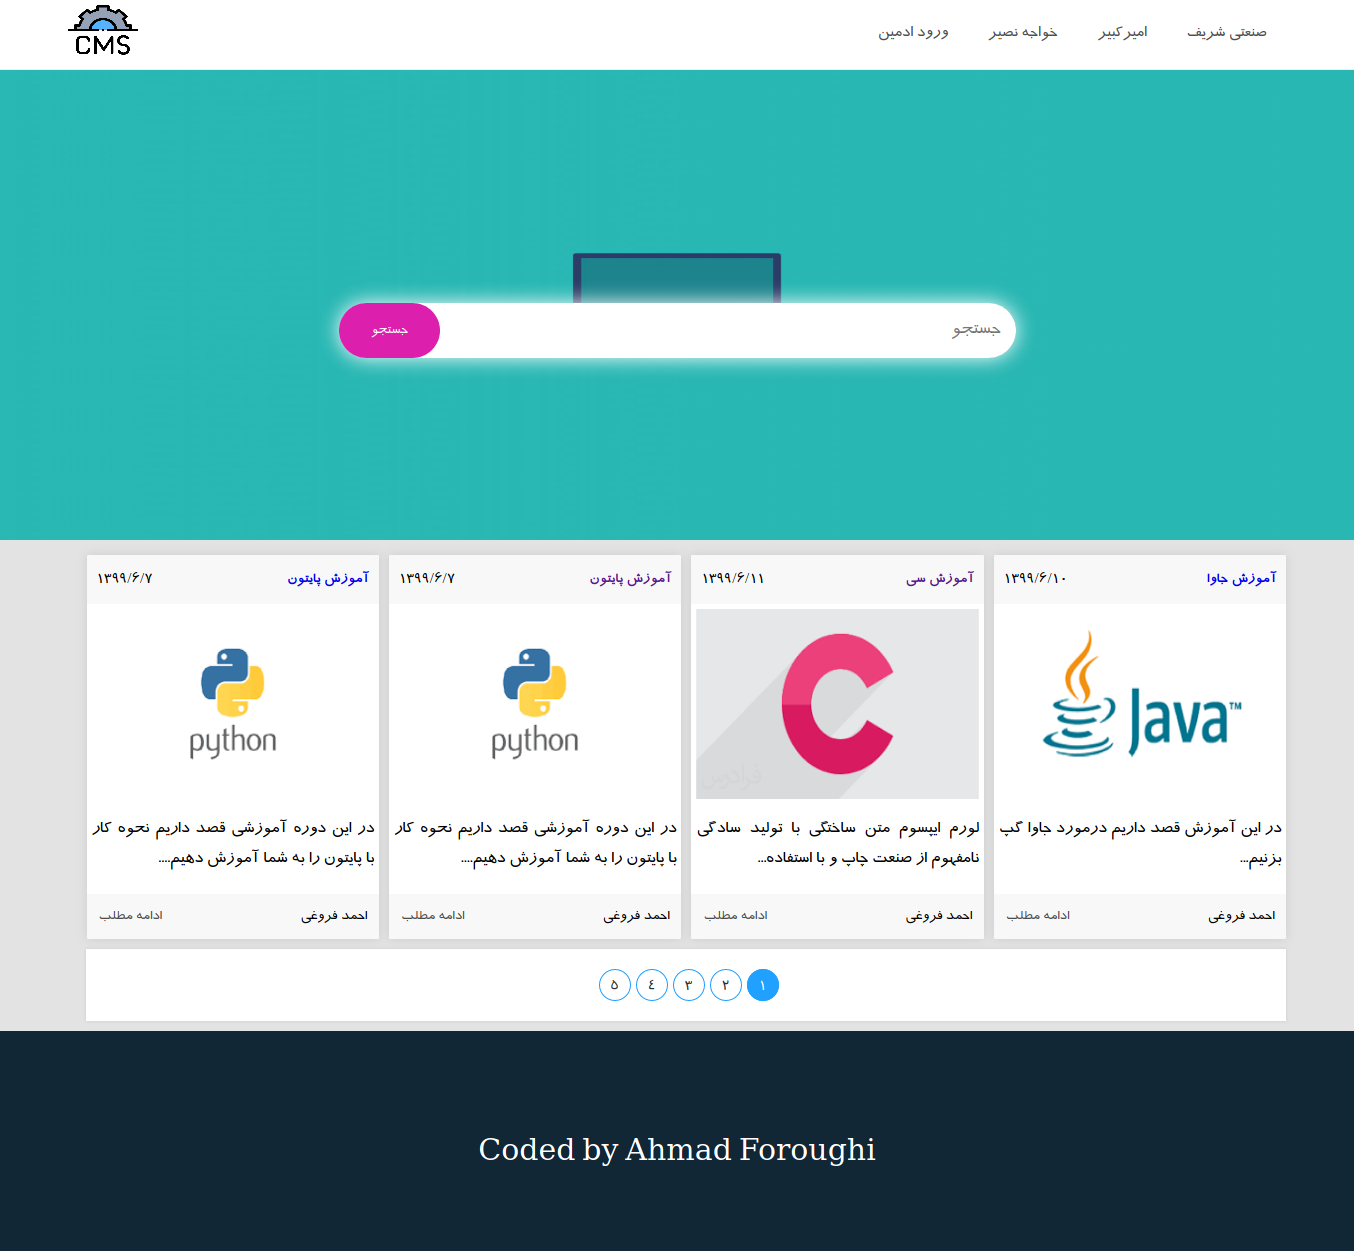 صنعتی شریف
امیرکبیر
خواجه نصیر
ورود ادمین
CMS
جستجو
جستجو
آموزش جاوا
۱۳۹۹/۶/۱۰
Java™
در این آموزش قصد داریم درمورد جاوا گپ
بزنیم...
احمد فروغی
ادامه مطلب
آموزش سی
۱۳۹۹/۶/۱۱
C
فرادرس
لورم ایپسوم متن ساختگی با تولید سادگی
نامفهوم از صنعت چاپ و با استفاده...
احمد فروغی
ادامه مطلب
آموزش پایتون
۱۳۹۹/۶/۷
python
در این دوره آموزشی قصد داریم نحوه کار
با پایتون را به شما آموزش دهیم....
احمد فروغی
ادامه مطلب
آموزش پایتون
۱۳۹۹/۶/۷
python
در این دوره آموزشی قصد داریم نحوه کار
با پایتون را به شما آموزش دهیم....
احمد فروغی
ادامه مطلب
۱ ۲ ۳ ٤ ۵
Coded by Ahmad Foroughi